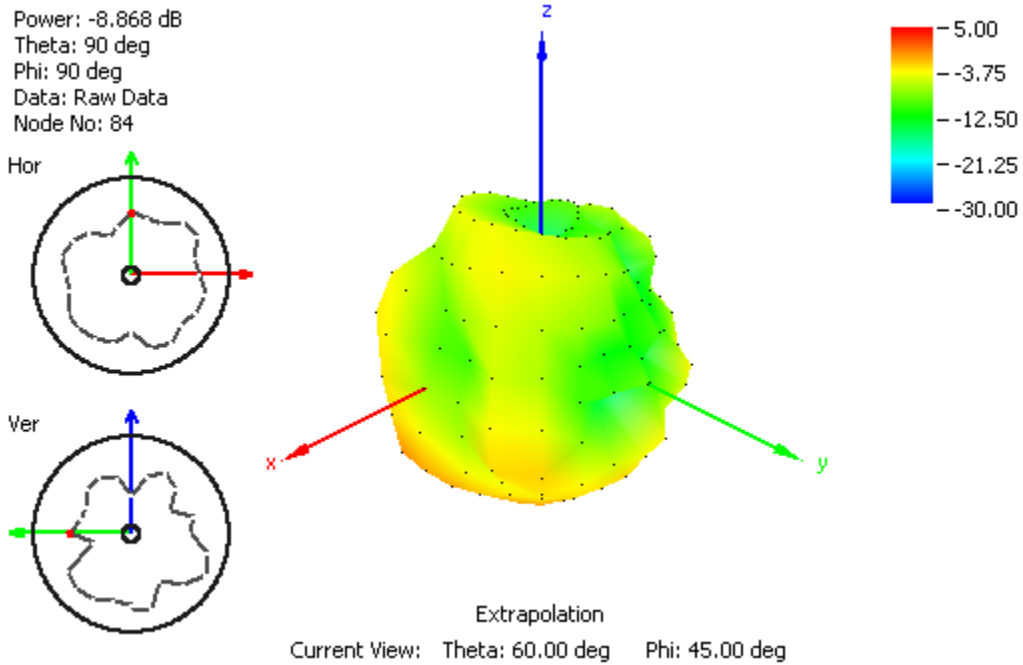 Power: -8.868 dB
Theta: 90 deg
Phi: 90 deg
Data: Raw Data
Node No: 84
Hor
Ver
z
x
y
5.00
-3.75
-12.50
-21.25
-30.00
Extrapolation
Current View: Theta: 60.00 deg Phi: 45.00 deg